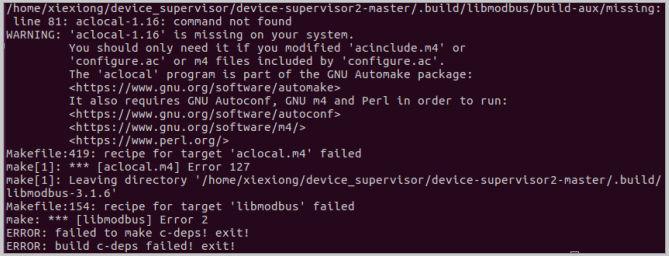 /home/xiexiong/device_supervisor/device-supervisor2-master/.build/libmodbus/build-aux/missing:
 line 81: aclocal-1.16: command not found
WARNING: 'aclocal-1.16' is missing on your system.
         You should only need it if you modified 'acinclude.m4' or
         'configure.ac' or m4 files included by 'configure.ac'.
         The 'aclocal' program is part of the GNU Automake package:
         <https://www.gnu.org/software/automake>
         It also requires GNU Autoconf, GNU m4 and Perl in order to run:
         <https://www.gnu.org/software/autoconf>
         <https://www.gnu.org/software/m4/>
         <https://www.perl.org/>
Makefile:419: recipe for target 'aclocal.m4' failed
make[1]: *** [aclocal.m4] Error 127
make[1]: Leaving directory '/home/xiexiong/device_supervisor/device-supervisor2-master/.build/
libmodbus-3.1.6'
Makefile:154: recipe for target 'libmodbus' failed
make: *** [libmodbus] Error 2
ERROR: failed to make c-deps! exit!
ERROR: build c-deps failed! exit!